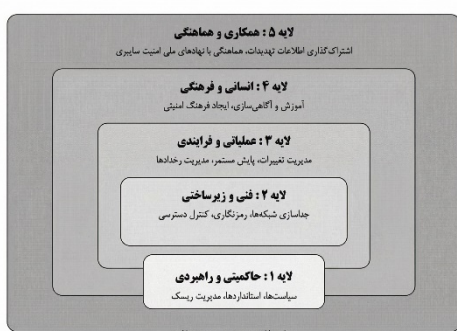 لایه ۵ : همکاری و هماهنگی
اشتراک‌گذاری اطلاعات تهدیدات، هماهنگی با نهادهای ملی امنیت سایبری
لایه ۴ : انسانی و فرهنگی
آموزش و آگاهی‌سازی، ایجاد فرهنگ امنیتی
لایه ۳ : عملیاتی و فرایندی
مدیریت تغییرات، پایش مستمر، مدیریت رخدادها
لایه ۲ : فنی و زیرساختی
جداسازی شبکه‌ها، رمزنگاری، کنترل دسترسی
لایه ۱ : حاکمیتی و راهبردی
سیاست‌ها، استانداردها، مدیریت ریسک